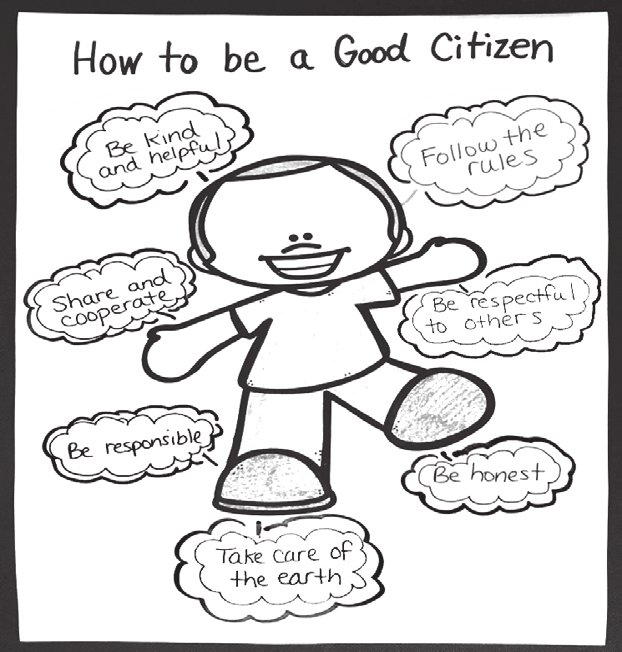 How to be a Good Citizen
Be kind
and helpful
Follow the
rules
Share and
cooperate
Be respectful
to others
Be responsible
Be honest
Take care of
the earth